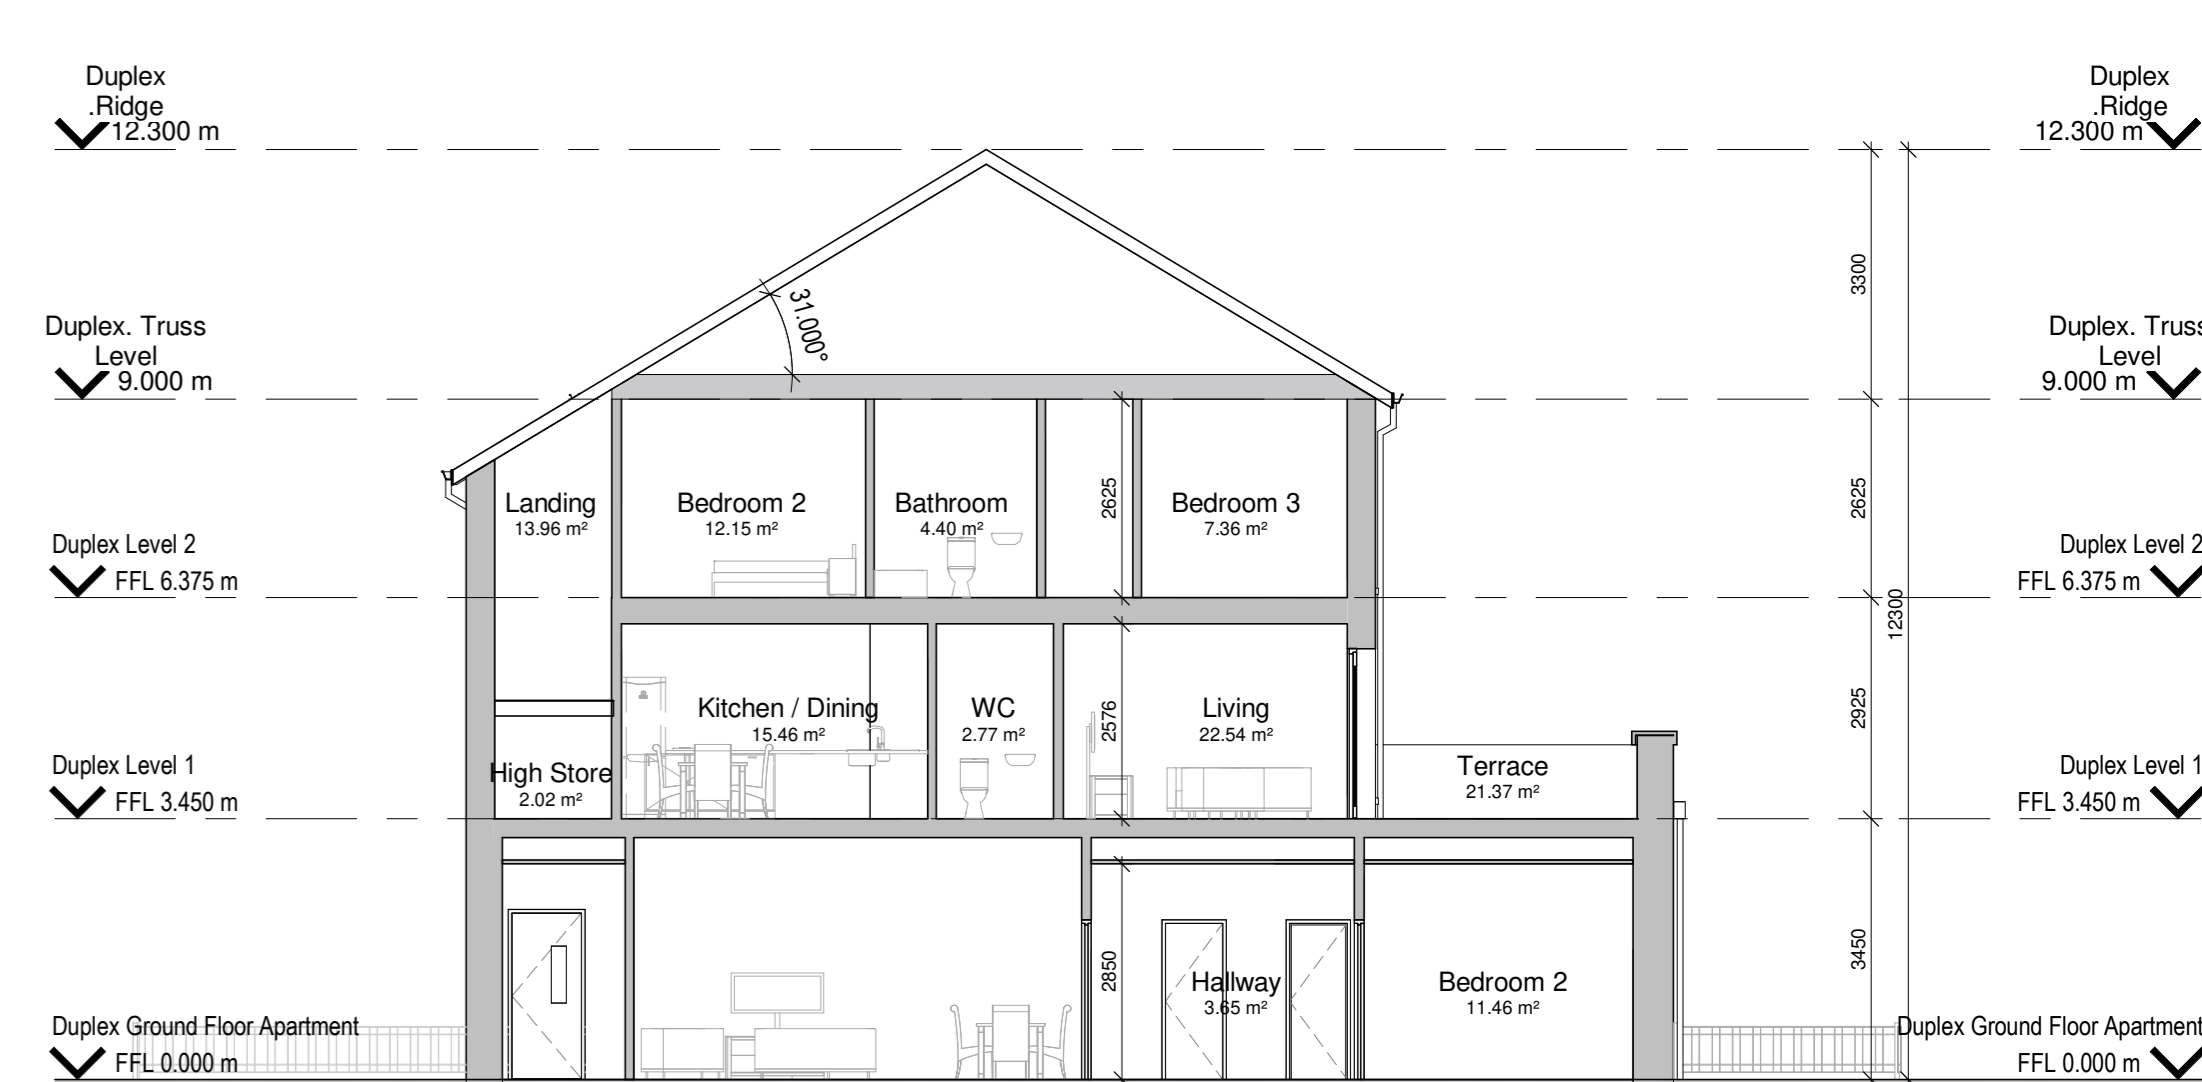 Duplex
.Ridge
12.300 m
Duplex
.Ridge
12.300 m
3300
31.000°
Duplex. Truss
Level
9.000 m
Duplex. Truss
Level
9.000 m
Landing
13.96 m²
Bedroom 2
12.15 m²
Bathroom
4.40 m²
2625
Bedroom 3
7.36 m²
2625
Duplex Level 2
FFL 6.375 m
Duplex Level 2
FFL 6.375 m
12300
Kitchen / Dining
15.46 m²
WC
2.77 m²
2576
Living
22.54 m²
2925
High Store
2.02 m²
Terrace
21.37 m²
Duplex Level 1
FFL 3.450 m
Duplex Level 1
FFL 3.450 m
2850
Hallway
3.65 m²
Bedroom 2
11.46 m²
3450
Duplex Ground Floor Apartment
FFL 0.000 m
Duplex Ground Floor Apartment
FFL 0.000 m